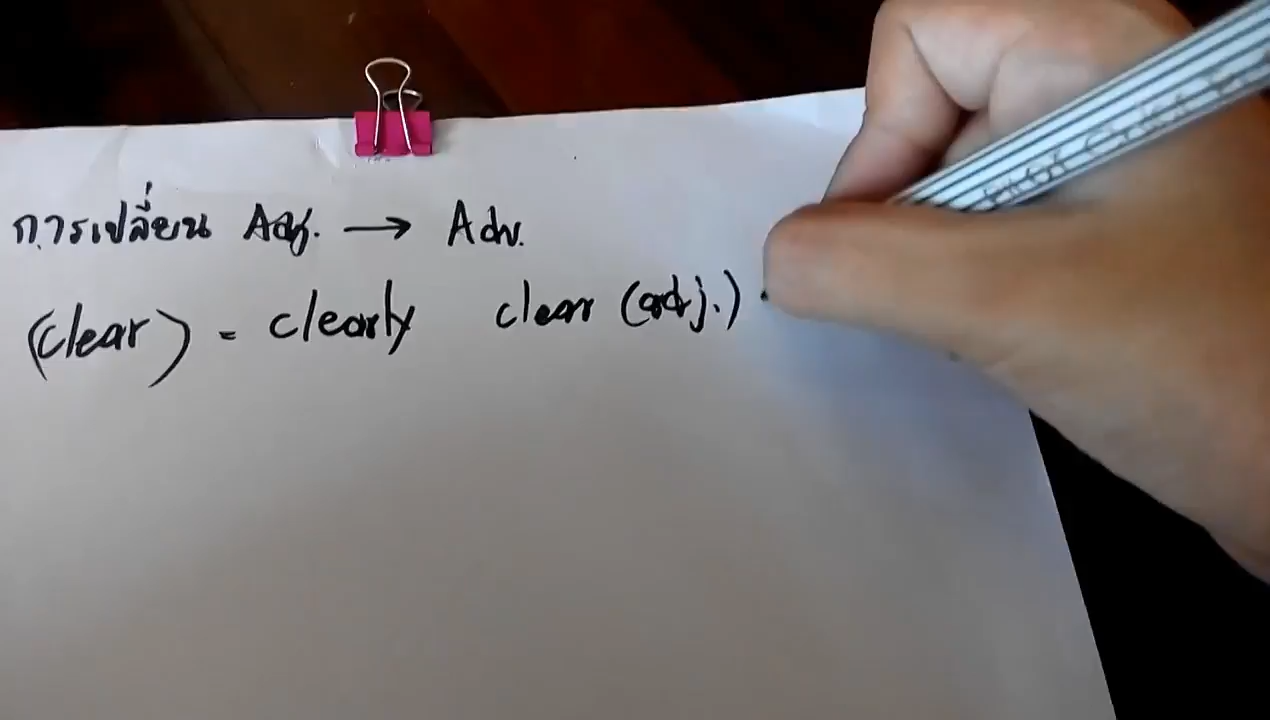 การเปลี่ยน Adj. → Adv.
(clear) = clearly clear (adj.)